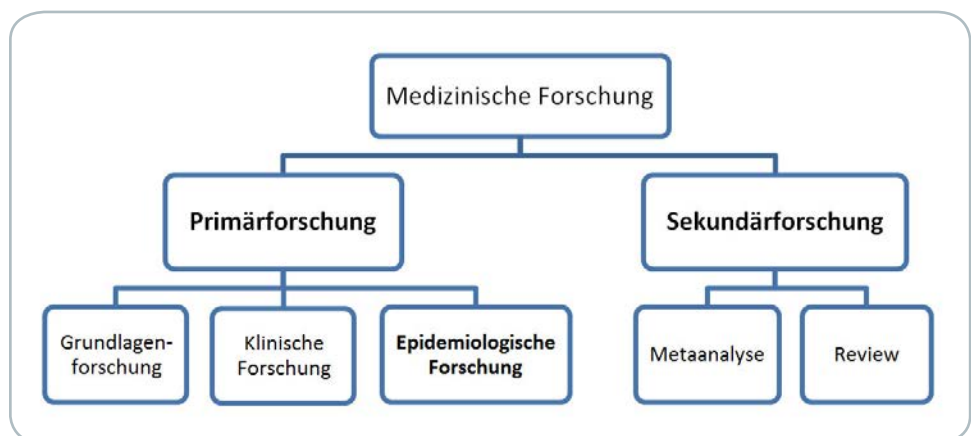 Medizinische Forschung
Primärforschung
Sekundärforschung
Grundlagen-
forschung
Klinische
Forschung
Epidemiologische
Forschung
Metaanalyse
Review